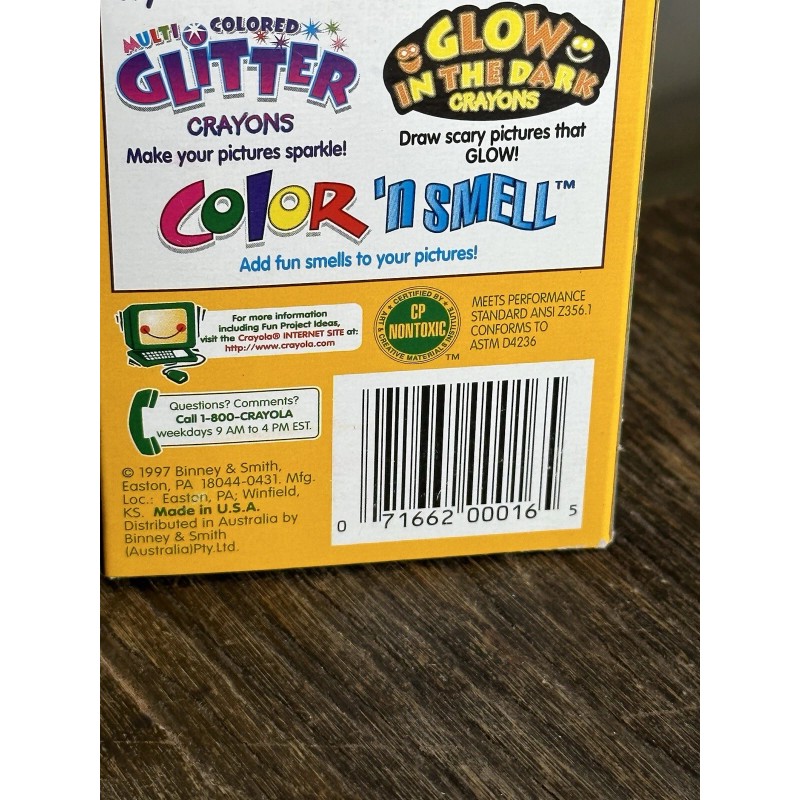 MULTI COLORED
GLITTER
CRAYONS
Make your pictures sparkle!
GLOW
IN THE DARK
CRAYONS
Draw scary pictures that
GLOW!
COLOR 'n SMELL™
Add fun smells to your pictures!
For more information
including Fun Project Ideas,
visit the Crayola® INTERNET SITE at:
http://www.crayola.com
CERTIFIED BY
ART & CREATIVE MATERIALS INSTITUTE
CP
NONTOXIC
TM
MEETS PERFORMANCE
STANDARD ANSI Z356.1
CONFORMS TO
ASTM D4236
Questions? Comments?
Call 1-800-CRAYOLA
weekdays 9 AM to 4 PM EST.
© 1997 Binney & Smith,
Easton, PA 18044-0431. Mfg.
Loc.: Easton, PA; Winfield,
KS. Made in U.S.A.
Distributed in Australia by
Binney & Smith
(Australia)Pty.Ltd.
0 71662 00016 5